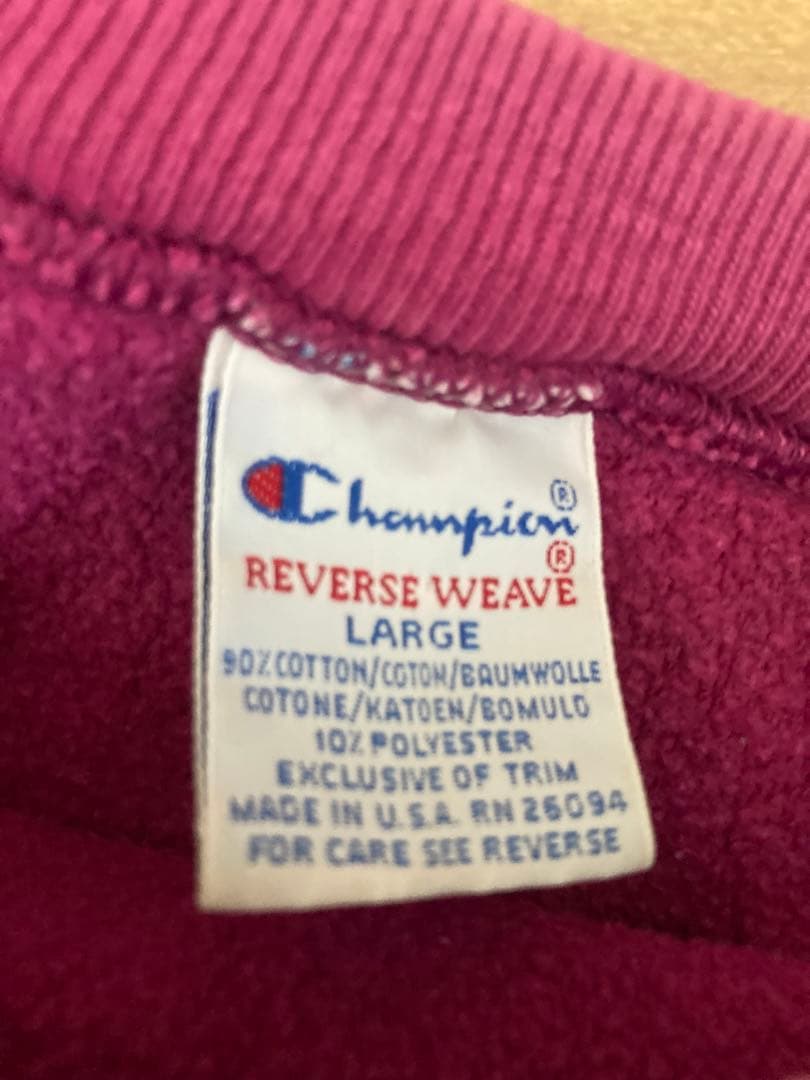 Champion®
REVERSE WEAVE®
LARGE
90% COTTON/COTON/BAUMWOLLE
COTONE/KATOEN/BOMULD
10% POLYESTER
EXCLUSIVE OF TRIM
MADE IN U.S.A. RN 26094
FOR CARE SEE REVERSE